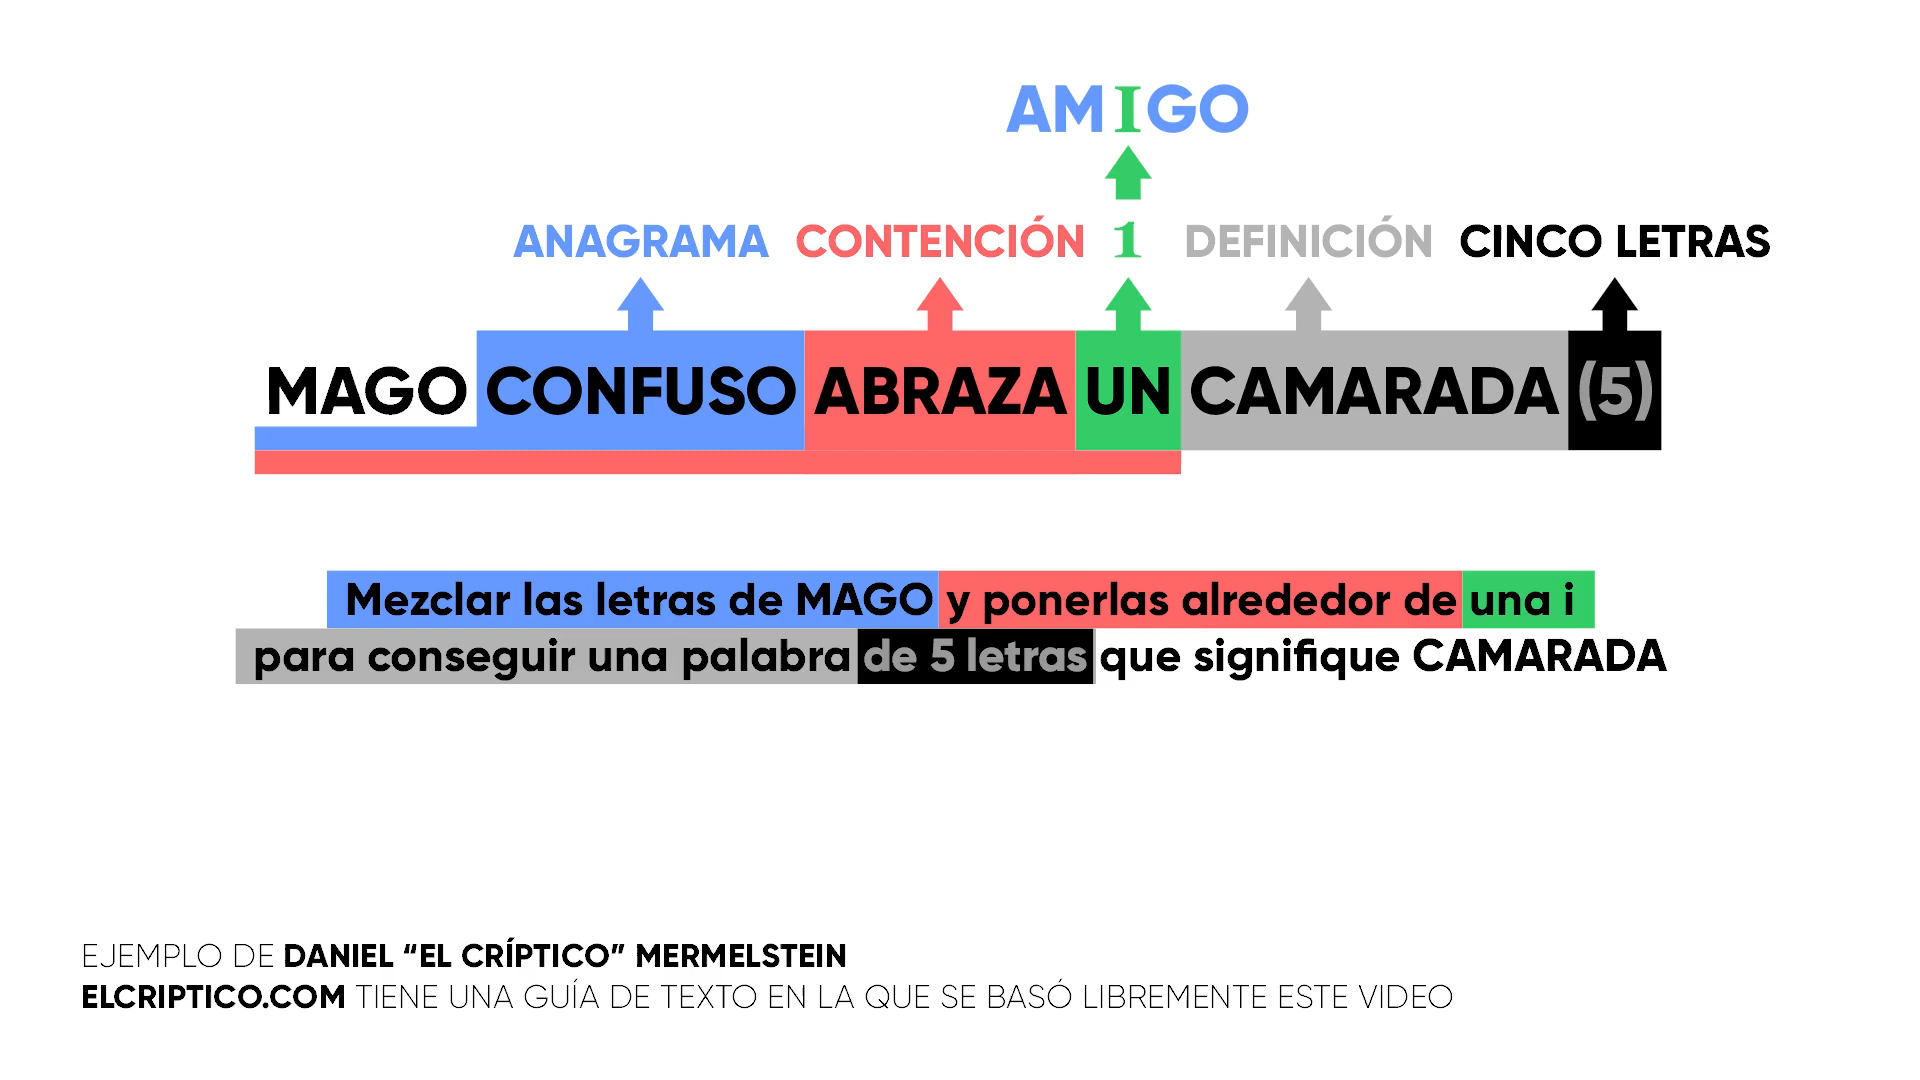 AMIGO
ANAGRAMA CONTENCIÓN 1 DEFINICIÓN CINCO LETRAS
MAGO CONFUSO ABRAZA UN CAMARADA (5)
Mezclar las letras de MAGO y ponerlas alrededor de una i
para conseguir una palabra de 5 letras que signifique CAMARADA
EJEMPLO DE DANIEL “EL CRÍPTICO” MERMELSTEIN
ELCRIPTICO.COM TIENE UNA GUÍA DE TEXTO EN LA QUE SE BASÓ LIBREMENTE ESTE VIDEO